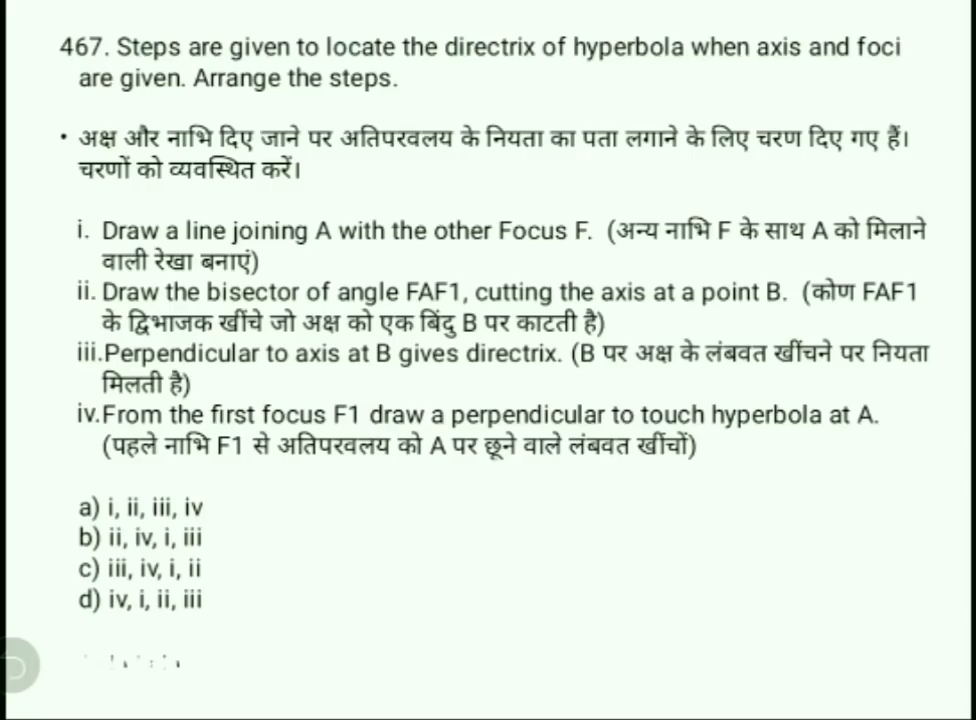 467. Steps are given to locate the directrix of hyperbola when axis and foci
are given. Arrange the steps.
• अक्ष और नाभि दिए जाने पर अतिपरवलय के नियता का पता लगाने के लिए चरण दिए गए हैं।
चरणों को व्यवस्थित करें।
i. Draw a line joining A with the other Focus F. (अन्य नाभि F के साथ A को मिलाने
वाली रेखा बनाएं)
ii. Draw the bisector of angle FAF1, cutting the axis at a point B. (कोण FAF1
के द्विभाजक खींचे जो अक्ष को एक बिंदु B पर काटती है)
iii.Perpendicular to axis at B gives directrix. (B पर अक्ष के लंबवत खींचने पर नियता
मिलती है)
iv.From the first focus F1 draw a perpendicular to touch hyperbola at A.
(पहले नाभि F1 से अतिपरवलय को A पर छूने वाले लंबवत खींचों)
a) i, ii, iii, iv
b) ii, iv, i, iii
c) iii, iv, i, ii
d) iv, i, ii, iii